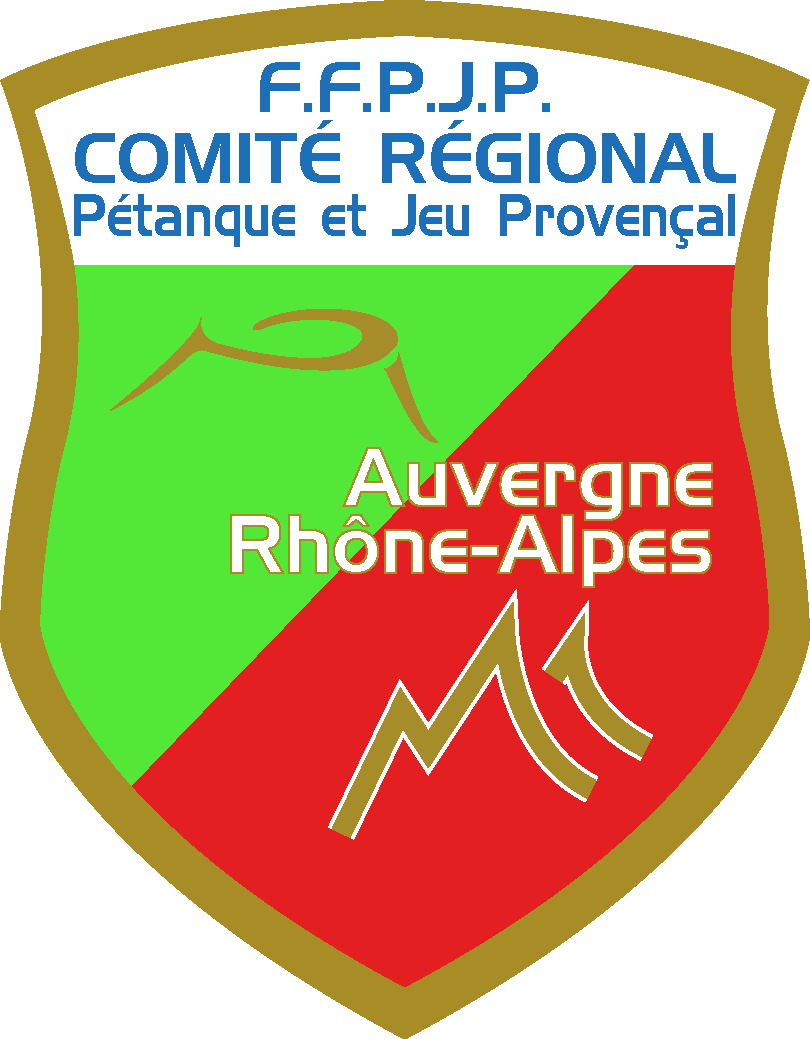 F.F.P.J.P.
COMITÉ RÉGIONAL
Pétanque et Jeu Provençal
Auvergne
Rhône-Alpes